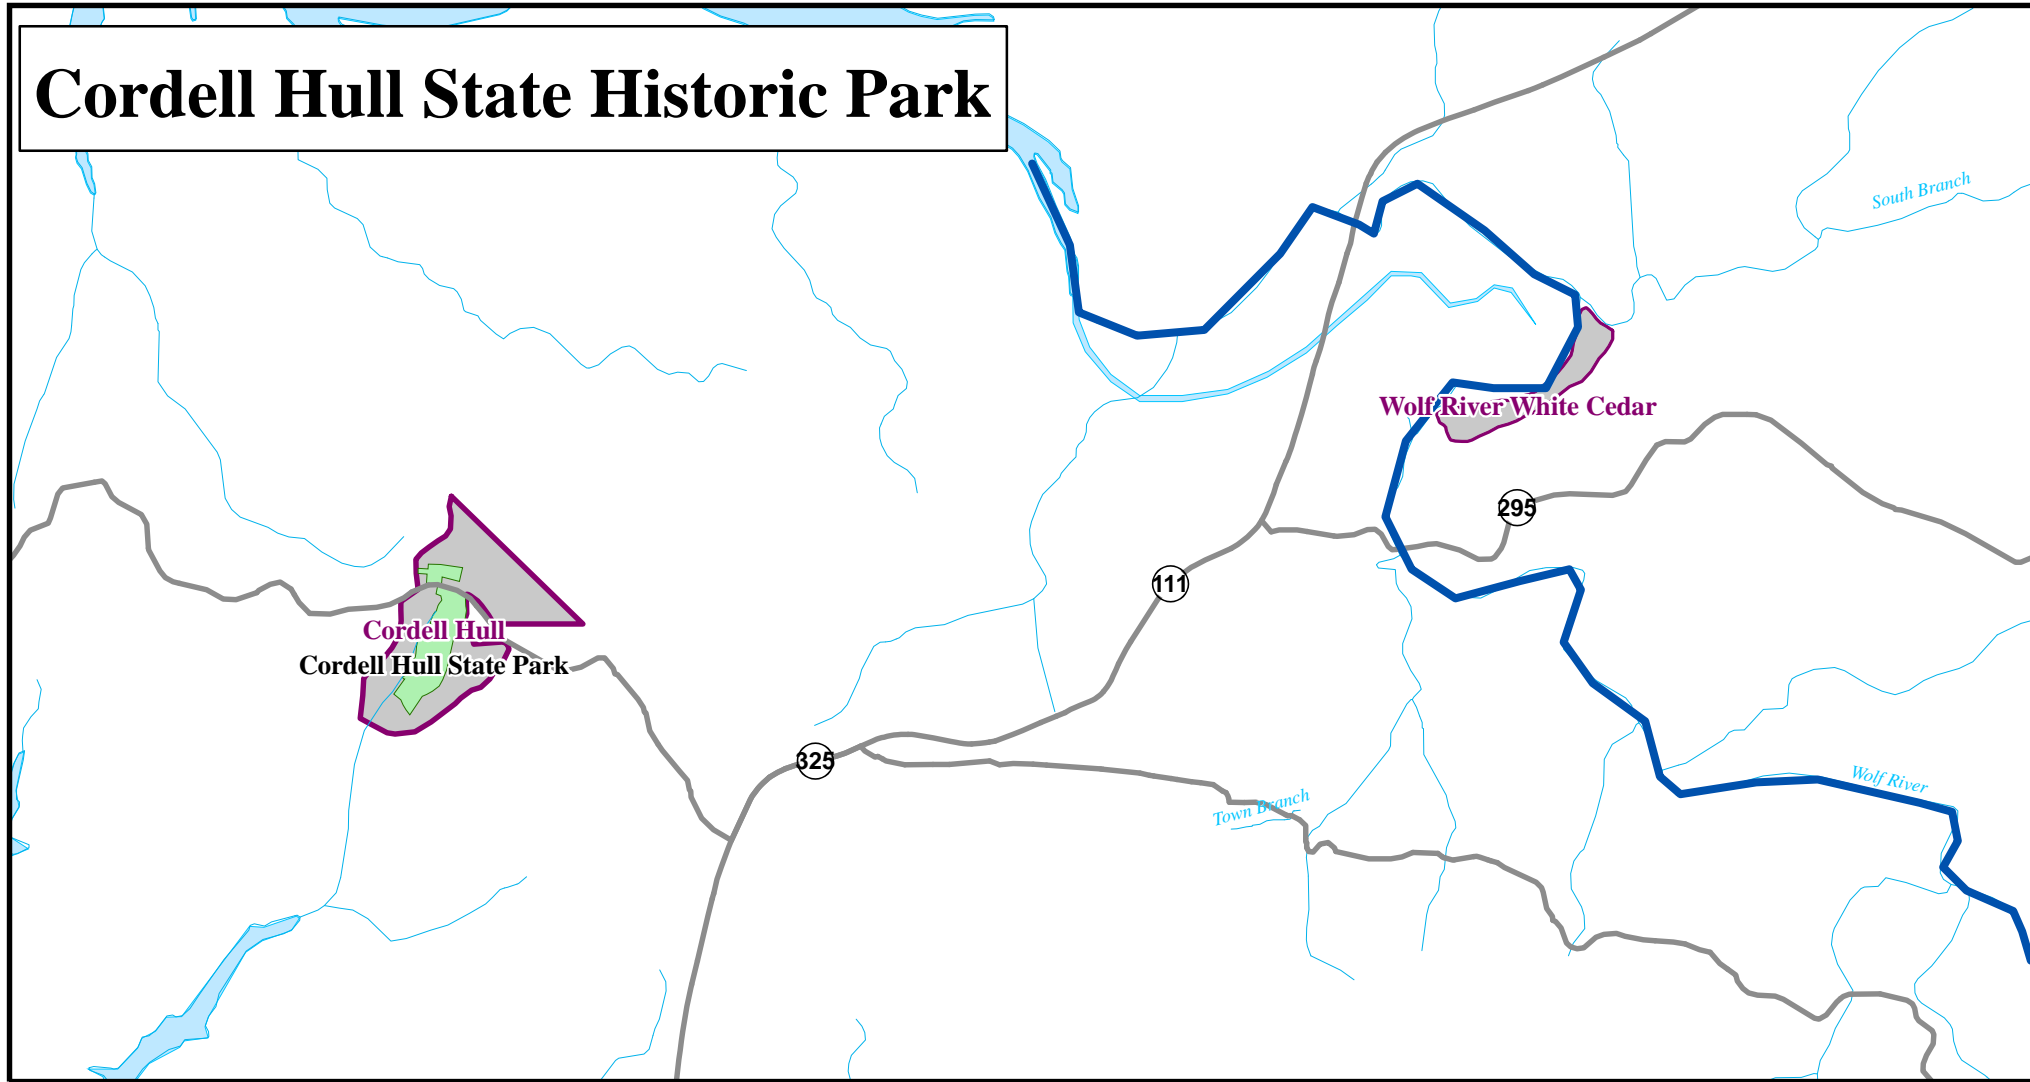 Cordell Hull State Historic Park
South Branch
Wolf River White Cedar
295
111
Cordell Hull
Cordell Hull State Park
325
Wolf River
Town Branch